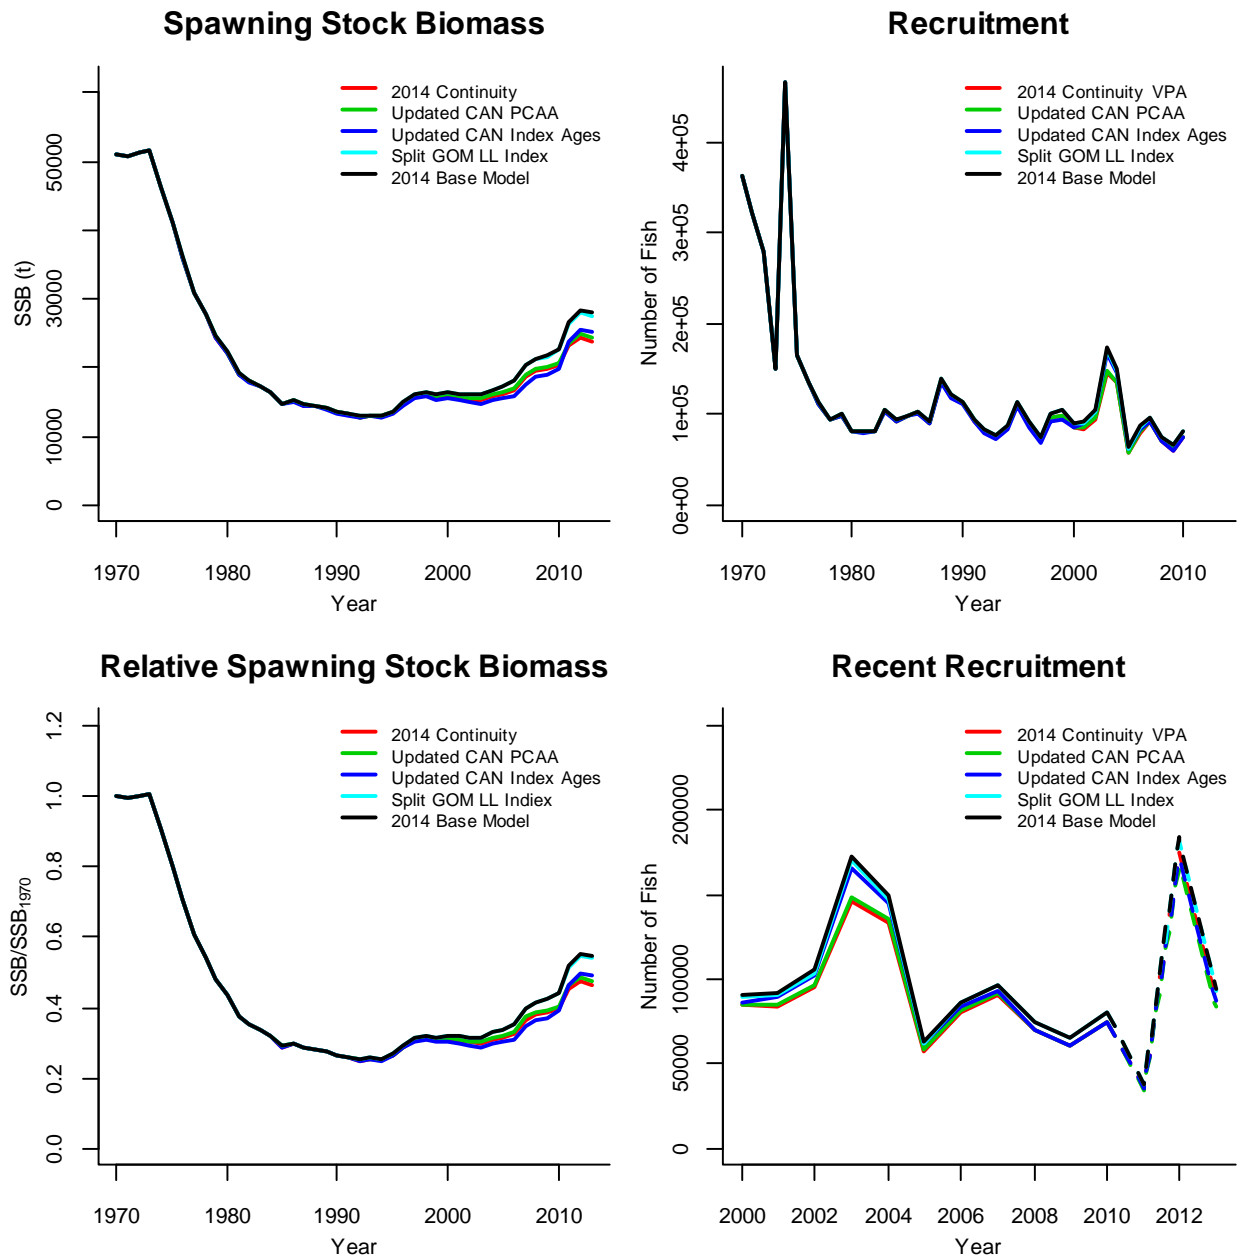 Spawning Stock Biomass
SSB (t)
50000
30000
10000
0
2014 Continuity
Updated CAN PCAA
Updated CAN Index Ages
Split GOM LL Index
2014 Base Model
1970 1980 1990 2000 2010
Year
Recruitment
Number of Fish
4e+05
3e+05
2e+05
1e+05
0e+00
2014 Continuity VPA
Updated CAN PCAA
Updated CAN Index Ages
Split GOM LL Index
2014 Base Model
1970 1980 1990 2000 2010
Year
Relative Spawning Stock Biomass
SSB/SSB1970
1.2
1.0
0.8
0.6
0.4
0.2
0.0
2014 Continuity
Updated CAN PCAA
Updated CAN Index Ages
Split GOM LL Indiex
2014 Base Model
1970 1980 1990 2000 2010
Year
Recent Recruitment
Number of Fish
200000
100000
50000
0
2014 Continuity VPA
Updated CAN PCAA
Updated CAN Index Ages
Split GOM LL Index
2014 Base Model
2000 2002 2004 2006 2008 2010 2012
Year